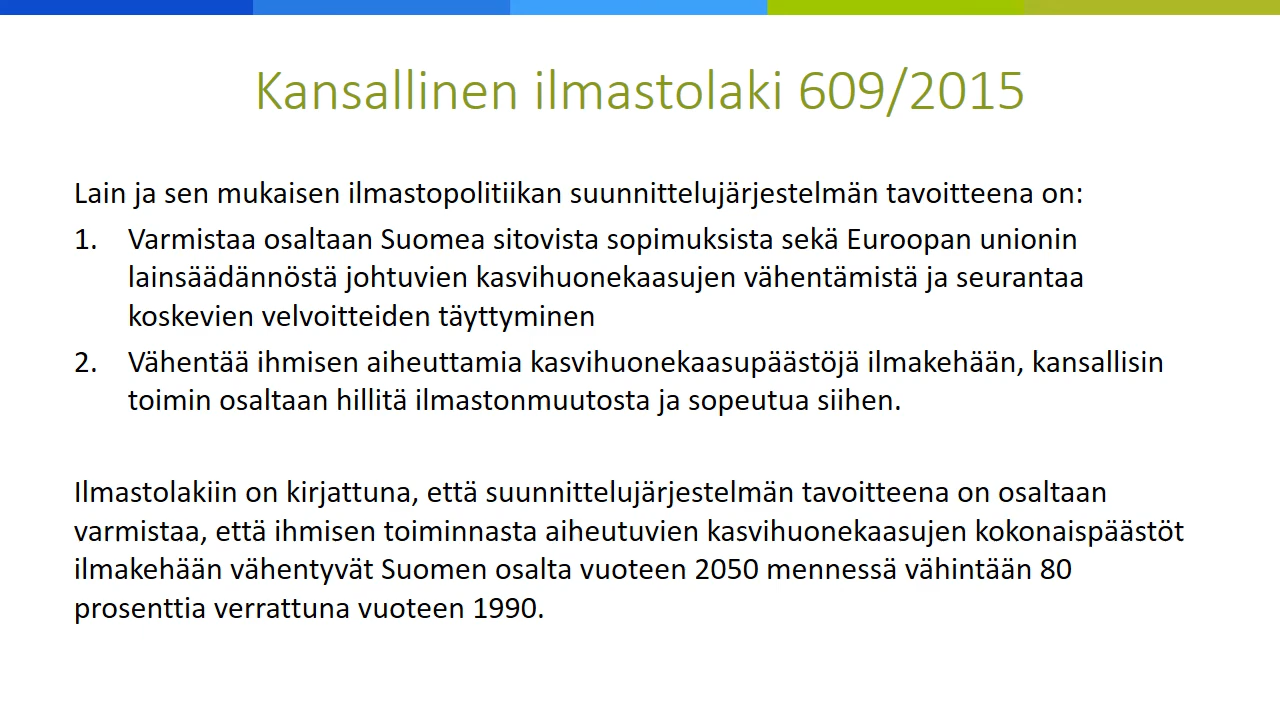 Kansallinen ilmastolaki 609/2015
Lain ja sen mukaisen ilmastopolitiikan suunnittelujärjestelmän tavoitteena on:
1. Varmistaa osaltaan Suomea sitovista sopimuksista sekä Euroopan unionin
lainsäädännöstä johtuvien kasvihuonekaasujen vähentämistä ja seurantaa
koskevien velvoitteiden täyttyminen
2. Vähentää ihmisen aiheuttamia kasvihuonekaasupäästöjä ilmakehään, kansallisin
toimin osaltaan hillitä ilmastonmuutosta ja sopeutua siihen.
Ilmastolakiin on kirjattuna, että suunnittelujärjestelmän tavoitteena on osaltaan
varmistaa, että ihmisen toiminnasta aiheutuvien kasvihuonekaasujen kokonaispäästöt
ilmakehään vähentyvät Suomen osalta vuoteen 2050 mennessä vähintään 80
prosenttia verrattuna vuoteen 1990.